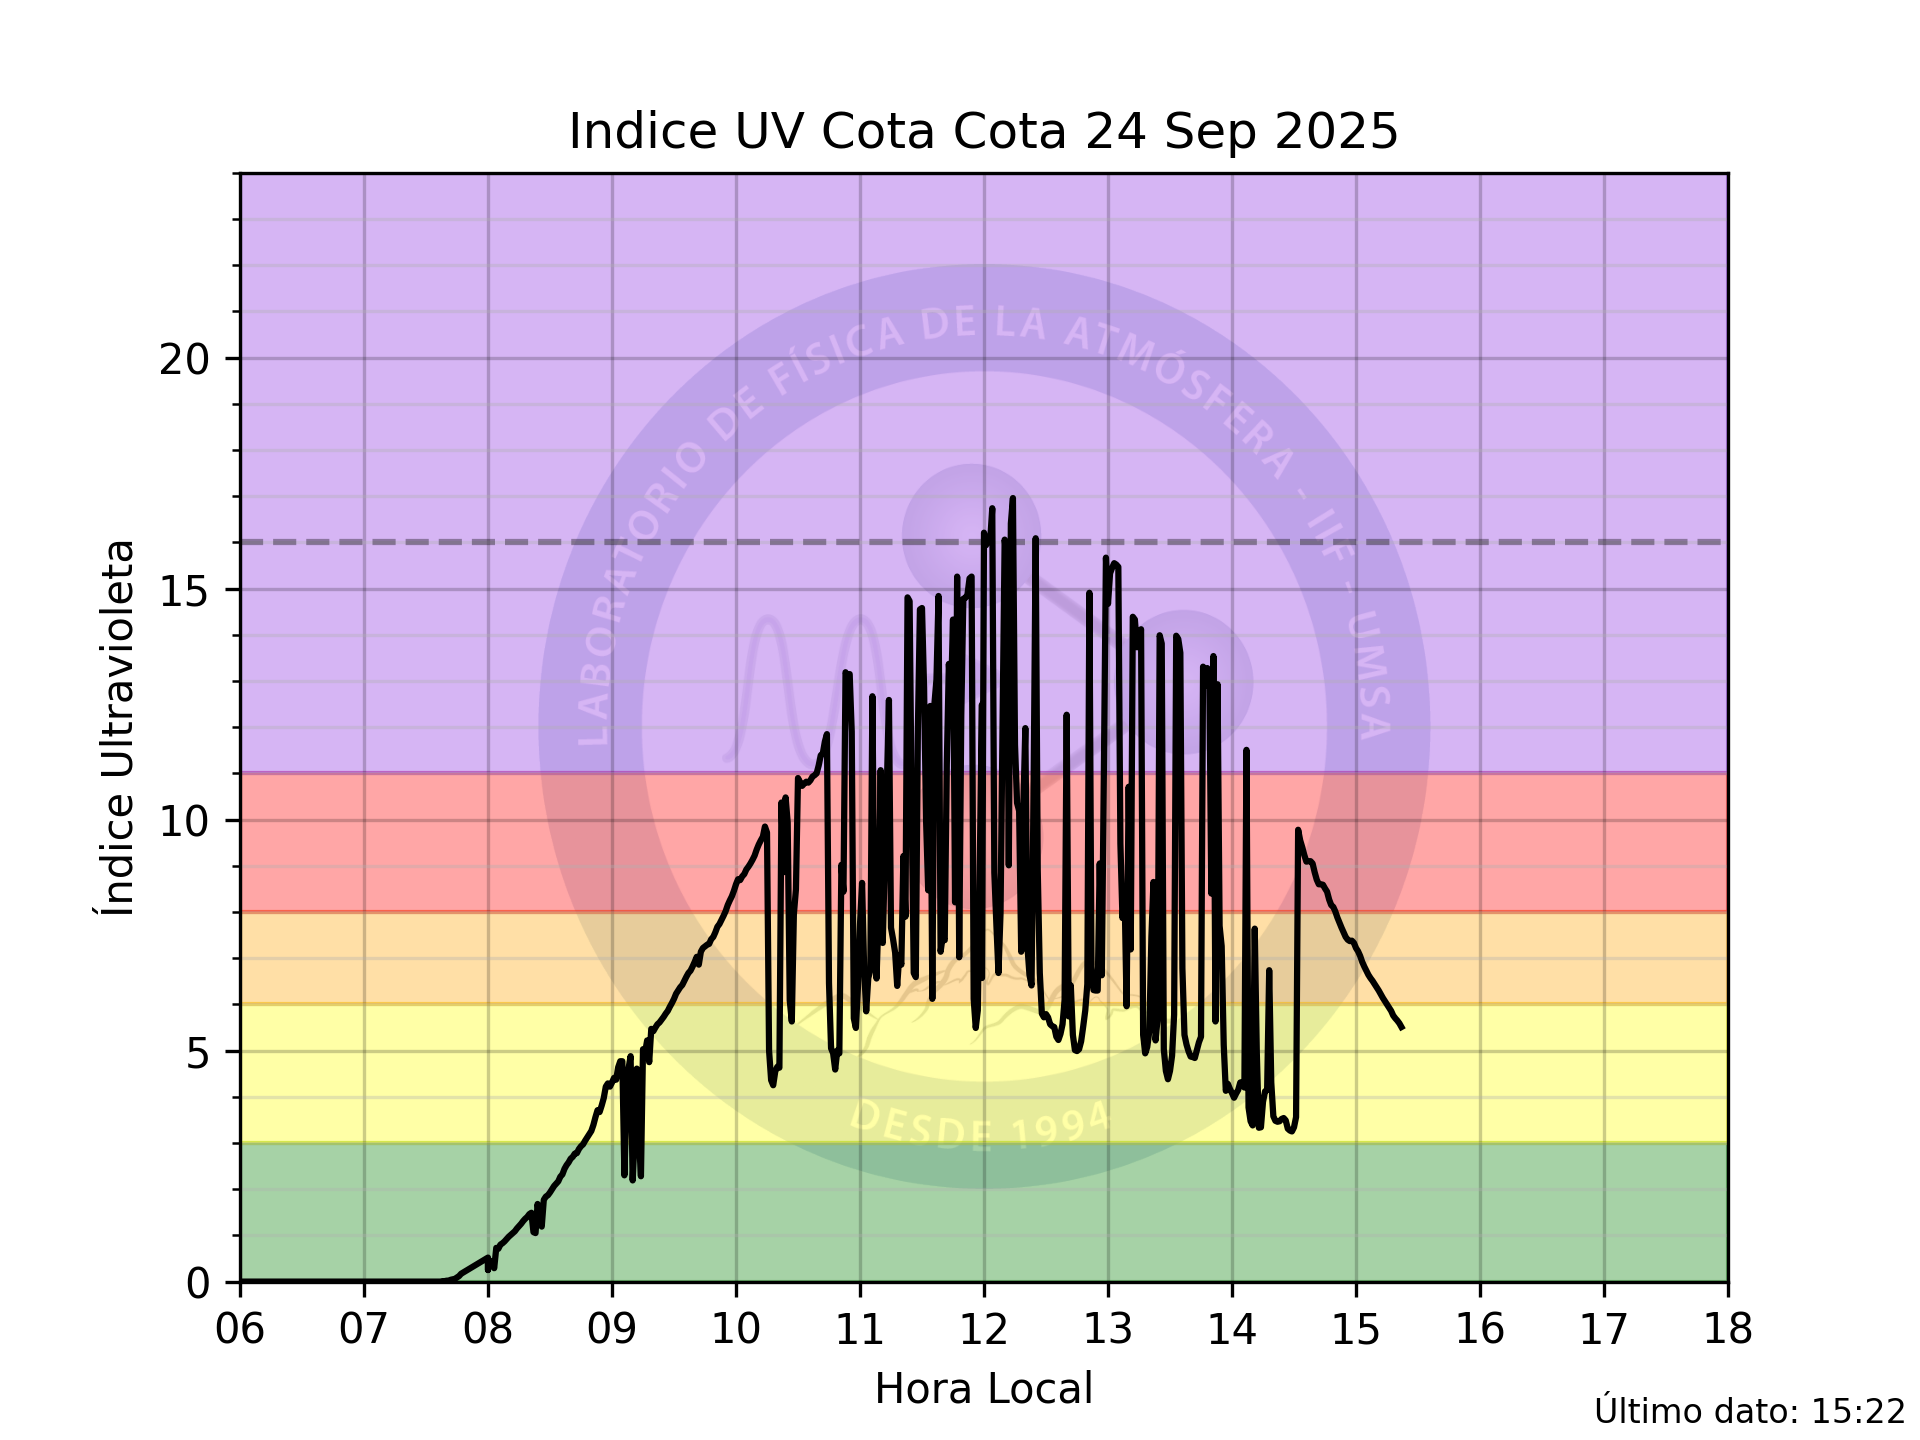 Indice UV Cota Cota 24 Sep 2025
Índice Ultravioleta
20
15
10
5
0
LABORATORIO DE FÍSICA DE LA ATMÓSFERA - IIF - UMSA
DESDE 1994
06 07 08 09 10 11 12 13 14 15 16 17 18
Hora Local
Último dato: 15:22